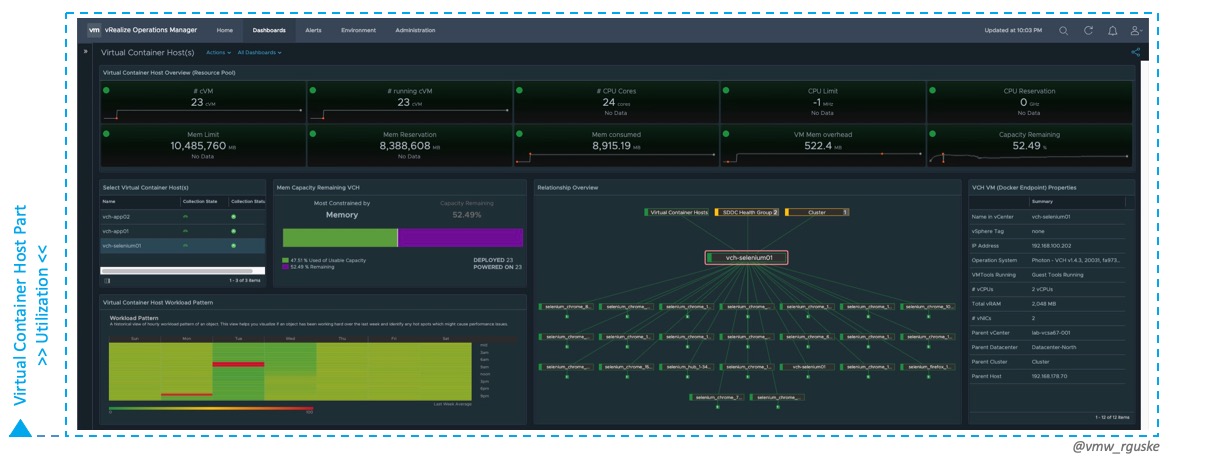 Virtual Container Host Part
>> Utilization <<
vm vRealize Operations Manager Home Dashboards Alerts Environment Administration Updated at 10:03 PM
» Virtual Container Host(s) Actions All Dashboards
Virtual Container Host Overview (Resource Pool)
# cVM # running cVM # CPU Cores CPU Limit CPU Reservation
23 cVM 23 cVM 24 cores -1 MHz 0 GHz
No Data No Data No Data
Mem Limit Mem Reservation Mem consumed VM Mem overhead Capacity Remaining
10,485,760 MB 8,388,608 MB 8,915.19 MB 522.4 MB 52.49 %
No Data No Data
Select Virtual Container Host(s)
Name Collection State Collection Status
vch-app02
vch-app01
vch-selenium01
1 - 3 of 3 items
Mem Capacity Remaining VCH
Most Constrained by Capacity Remaining
Memory 52.49%
47.51 % Used of Usable Capacity DEPLOYED 23
52.49 % Remaining POWERED ON 23
Virtual Container Host Workload Pattern
Workload Pattern
A historical view of hourly workload pattern of an object. This view helps you visualize if an object has been working hard over the last week and identify any hot spots which might cause performance issues.
Sun Mon Tue Wed Thu Fri Sat
3am
6am
9am
noon
3pm
6pm
9pm
Last Week Average
Relationship Overview
Virtual Container Hosts SDDC Health Group 2 Cluster 1
vch-selenium01
selenium_chrome_8... selenium_chrome_... selenium_chrome_1... selenium_chrome_... selenium_chrome_1... selenium_chrome_1... selenium_chrome_10...
selenium_chrome_... selenium_chrome_1... selenium_chrome_1... selenium_chrome_... selenium_chrome_1... selenium_chrome_1... selenium_chrome_...
selenium_chrome_... selenium_chrome_15... selenium_hub_1-34... selenium_chrome_1... vch-selenium01 selenium_chrome_1... selenium_firefox_1...
selenium_chrome_7... selenium_chrome_...
VCH VM (Docker Endpoint) Properties
Summary
Name in vCenter vch-selenium01
vSphere Tag none
IP Address 192.168.100.202
Operation System Photon - VCH v1.4.3, 20031, fa973...
VMTools Running Guest Tools Running
# vCPUs 2 vCPUs
Total vRAM 2,048 MB
# vNICs 2
Parent vCenter lab-vcsa67-001
Parent Datacenter Datacenter-North
Parent Cluster Cluster
Parent Host 192.168.178.70
1 - 12 of 12 items
@vmw_rguske